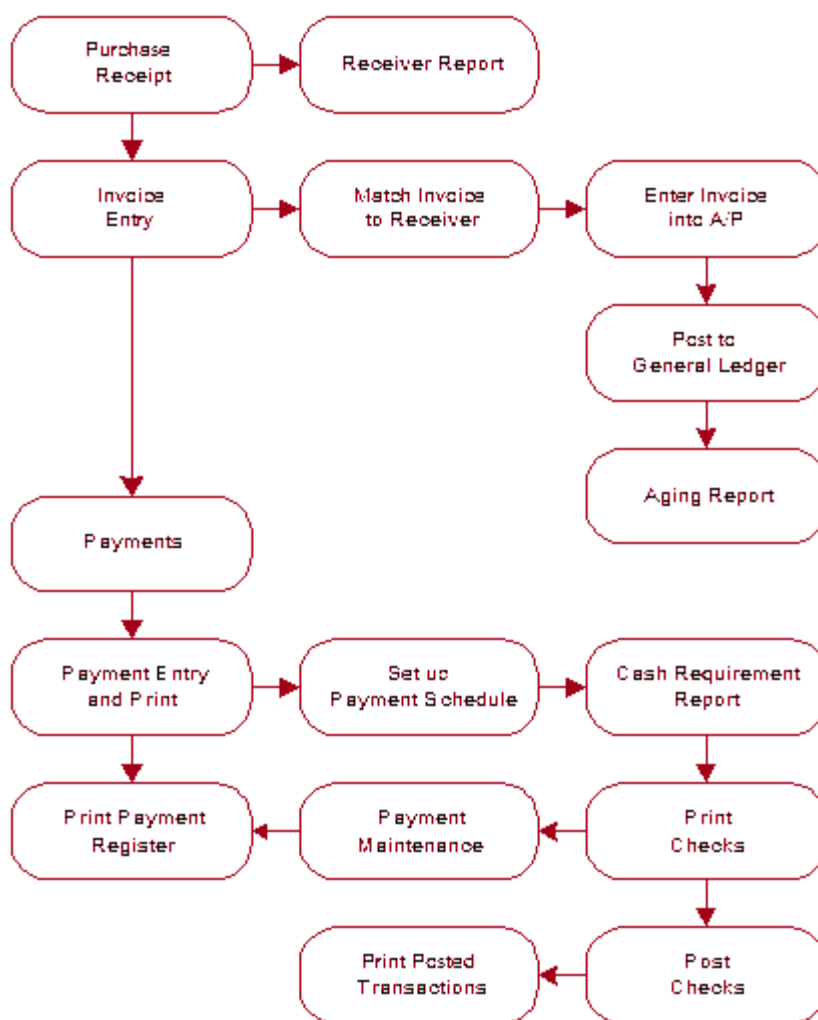 Purchase
Receipt
Receiver Report
Invoice
Entry
Match Invoice
to Receiver
Enter Invoice
into A/P
Post to
General Ledger
Aging Report
Payments
Payment Entry
and Print
Set up
Payment Schedule
Cash Requirement
Report
Print Payment
Register
Payment
Maintenance
Print
Checks
Print Posted
Transactions
Post
Checks